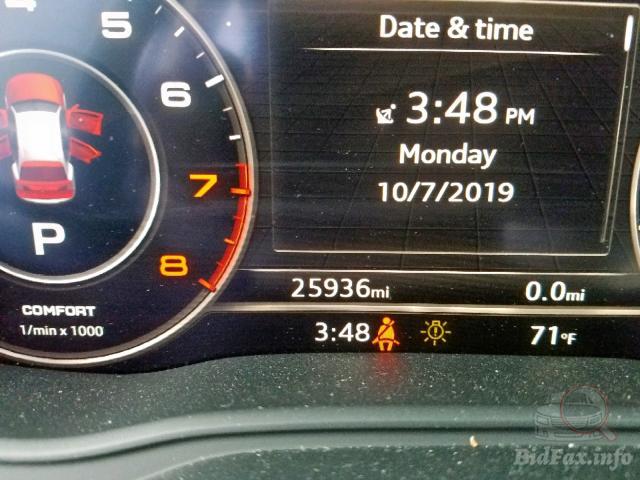 4
5
6
7
8
P
COMFORT
1/min x 1000
Date & time
3:48 PM
Monday
10/7/2019
25936mi
0.0mi
3:48
71°F
BidFax.info